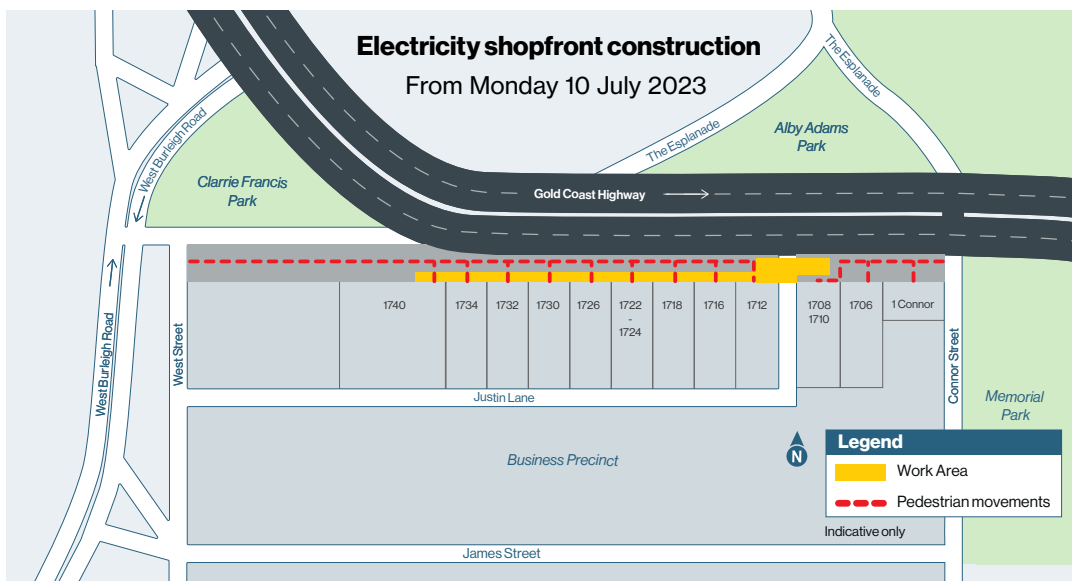 Electricity shopfront construction
From Monday 10 July 2023
The Esplanade
The Esplanade
Alby Adams
Park
West Burleigh Road
Clarrie Francis
Park
Gold Coast Highway
West Burleigh Road
West Street
1740
1734
1732
1730
1726
1722
-
1724
1718
1716
1712
1708
1710
1706
1 Connor
Connor Street
Justin Lane
Memorial
Park
Business Precinct
N
Legend
Work Area
Pedestrian movements
Indicative only
James Street